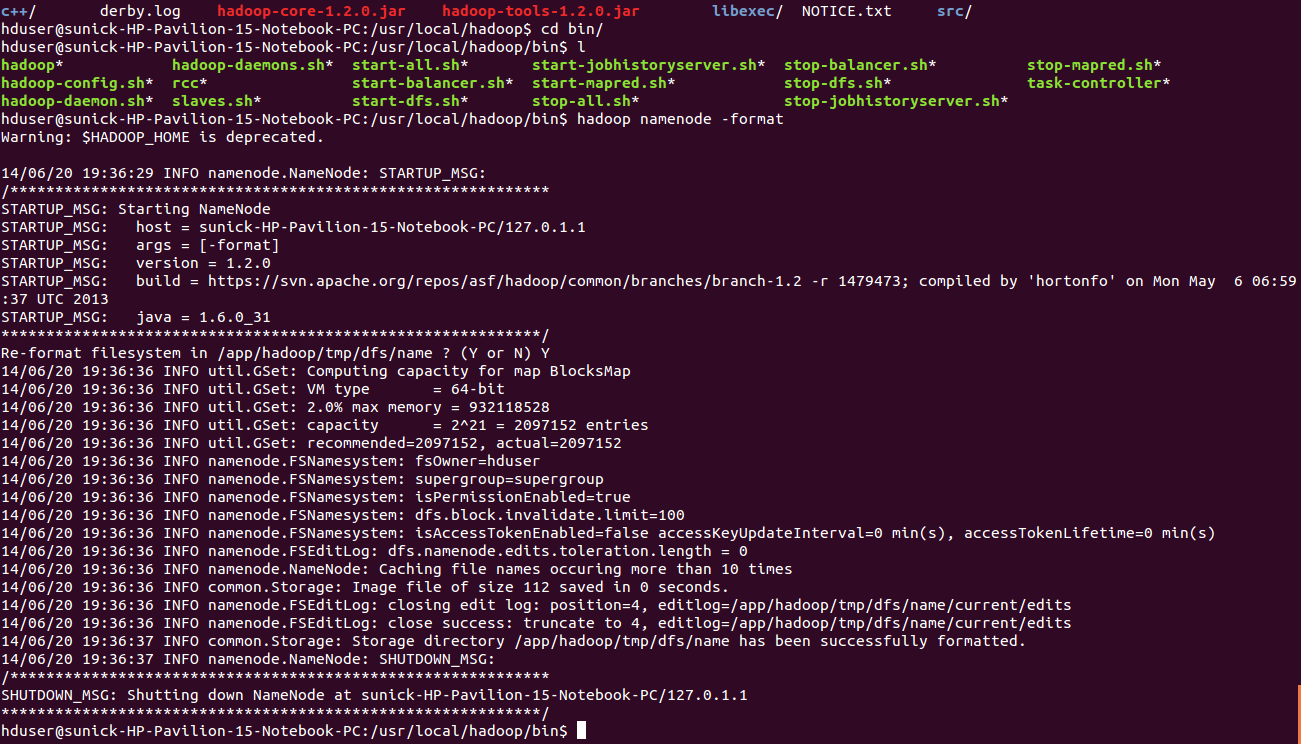 c++/       derby.log    hadoop-core-1.2.0.jar    hadoop-tools-1.2.0.jar        libexec/  NOTICE.txt     src/
hduser@sunick-HP-Pavilion-15-Notebook-PC:/usr/local/hadoop$ cd bin/
hduser@sunick-HP-Pavilion-15-Notebook-PC:/usr/local/hadoop/bin$ l
hadoop*            hadoop-daemons.sh*  start-all.sh*       start-jobhistoryserver.sh*  stop-balancer.sh*          stop-mapred.sh*
hadoop-config.sh*  rcc*                start-balancer.sh*  start-mapred.sh*            stop-dfs.sh*               task-controller*
hadoop-daemon.sh*  slaves.sh*          start-dfs.sh*       stop-all.sh*                stop-jobhistoryserver.sh*
hduser@sunick-HP-Pavilion-15-Notebook-PC:/usr/local/hadoop/bin$ hadoop namenode -format
Warning: $HADOOP_HOME is deprecated.

14/06/20 19:36:29 INFO namenode.NameNode: STARTUP_MSG:
/************************************************************
STARTUP_MSG: Starting NameNode
STARTUP_MSG:   host = sunick-HP-Pavilion-15-Notebook-PC/127.0.1.1
STARTUP_MSG:   args = [-format]
STARTUP_MSG:   version = 1.2.0
STARTUP_MSG:   build = https://svn.apache.org/repos/asf/hadoop/common/branches/branch-1.2 -r 1479473; compiled by 'hortonfo' on Mon May  6 06:59
:37 UTC 2013
STARTUP_MSG:   java = 1.6.0_31
************************************************************/
Re-format filesystem in /app/hadoop/tmp/dfs/name ? (Y or N) Y
14/06/20 19:36:36 INFO util.GSet: Computing capacity for map BlocksMap
14/06/20 19:36:36 INFO util.GSet: VM type       = 64-bit
14/06/20 19:36:36 INFO util.GSet: 2.0% max memory = 932118528
14/06/20 19:36:36 INFO util.GSet: capacity      = 2^21 = 2097152 entries
14/06/20 19:36:36 INFO util.GSet: recommended=2097152, actual=2097152
14/06/20 19:36:36 INFO namenode.FSNamesystem: fsOwner=hduser
14/06/20 19:36:36 INFO namenode.FSNamesystem: supergroup=supergroup
14/06/20 19:36:36 INFO namenode.FSNamesystem: isPermissionEnabled=true
14/06/20 19:36:36 INFO namenode.FSNamesystem: dfs.block.invalidate.limit=100
14/06/20 19:36:36 INFO namenode.FSNamesystem: isAccessTokenEnabled=false accessKeyUpdateInterval=0 min(s), accessTokenLifetime=0 min(s)
14/06/20 19:36:36 INFO namenode.FSEditLog: dfs.namenode.edits.toleration.length = 0
14/06/20 19:36:36 INFO namenode.NameNode: Caching file names occuring more than 10 times
14/06/20 19:36:36 INFO common.Storage: Image file of size 112 saved in 0 seconds.
14/06/20 19:36:36 INFO namenode.FSEditLog: closing edit log: position=4, editlog=/app/hadoop/tmp/dfs/name/current/edits
14/06/20 19:36:36 INFO namenode.FSEditLog: close success: truncate to 4, editlog=/app/hadoop/tmp/dfs/name/current/edits
14/06/20 19:36:37 INFO common.Storage: Storage directory /app/hadoop/tmp/dfs/name has been successfully formatted.
14/06/20 19:36:37 INFO namenode.NameNode: SHUTDOWN_MSG:
/************************************************************
SHUTDOWN_MSG: Shutting down NameNode at sunick-HP-Pavilion-15-Notebook-PC/127.0.1.1
************************************************************/
hduser@sunick-HP-Pavilion-15-Notebook-PC:/usr/local/hadoop/bin$